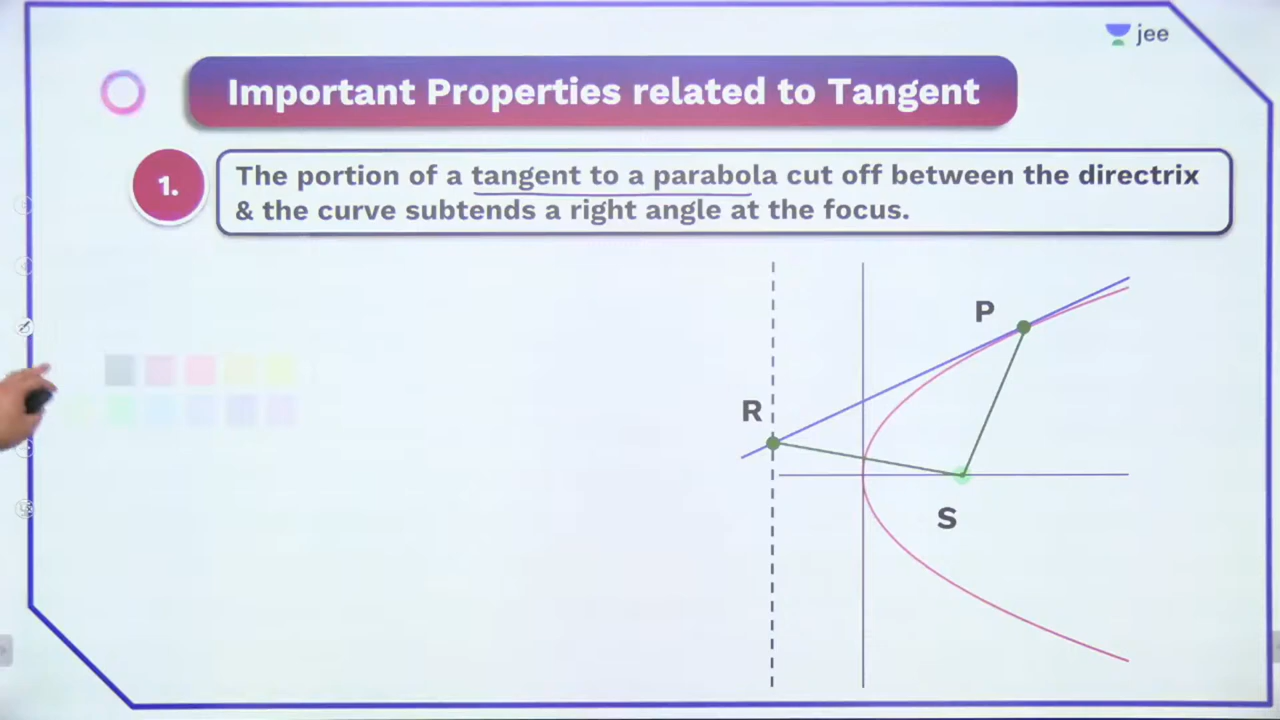 jee
Important Properties related to Tangent
1.
The portion of a tangent to a parabola cut off between the directrix
& the curve subtends a right angle at the focus.
P
R
S